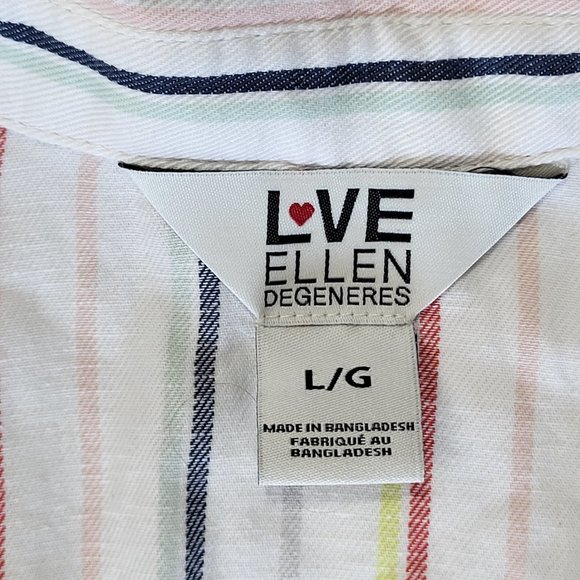 L♥VE
ELLEN
DEGENERES
L/G
MADE IN BANGLADESH
FABRIQUÉ AU
BANGLADESH